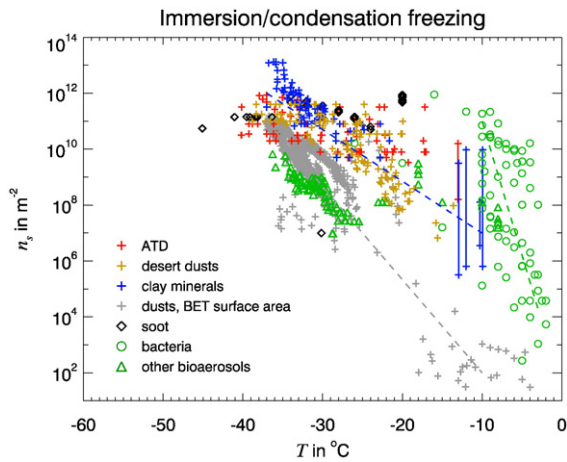 Immersion/condensation freezing
10^14
10^12
10^10
10^8
10^6
10^4
10^2
n_s in m^-2
ATD
desert dusts
clay minerals
dusts, BET surface area
soot
bacteria
other bioaerosols
-60 -50 -40 -30 -20 -10 0
T in °C